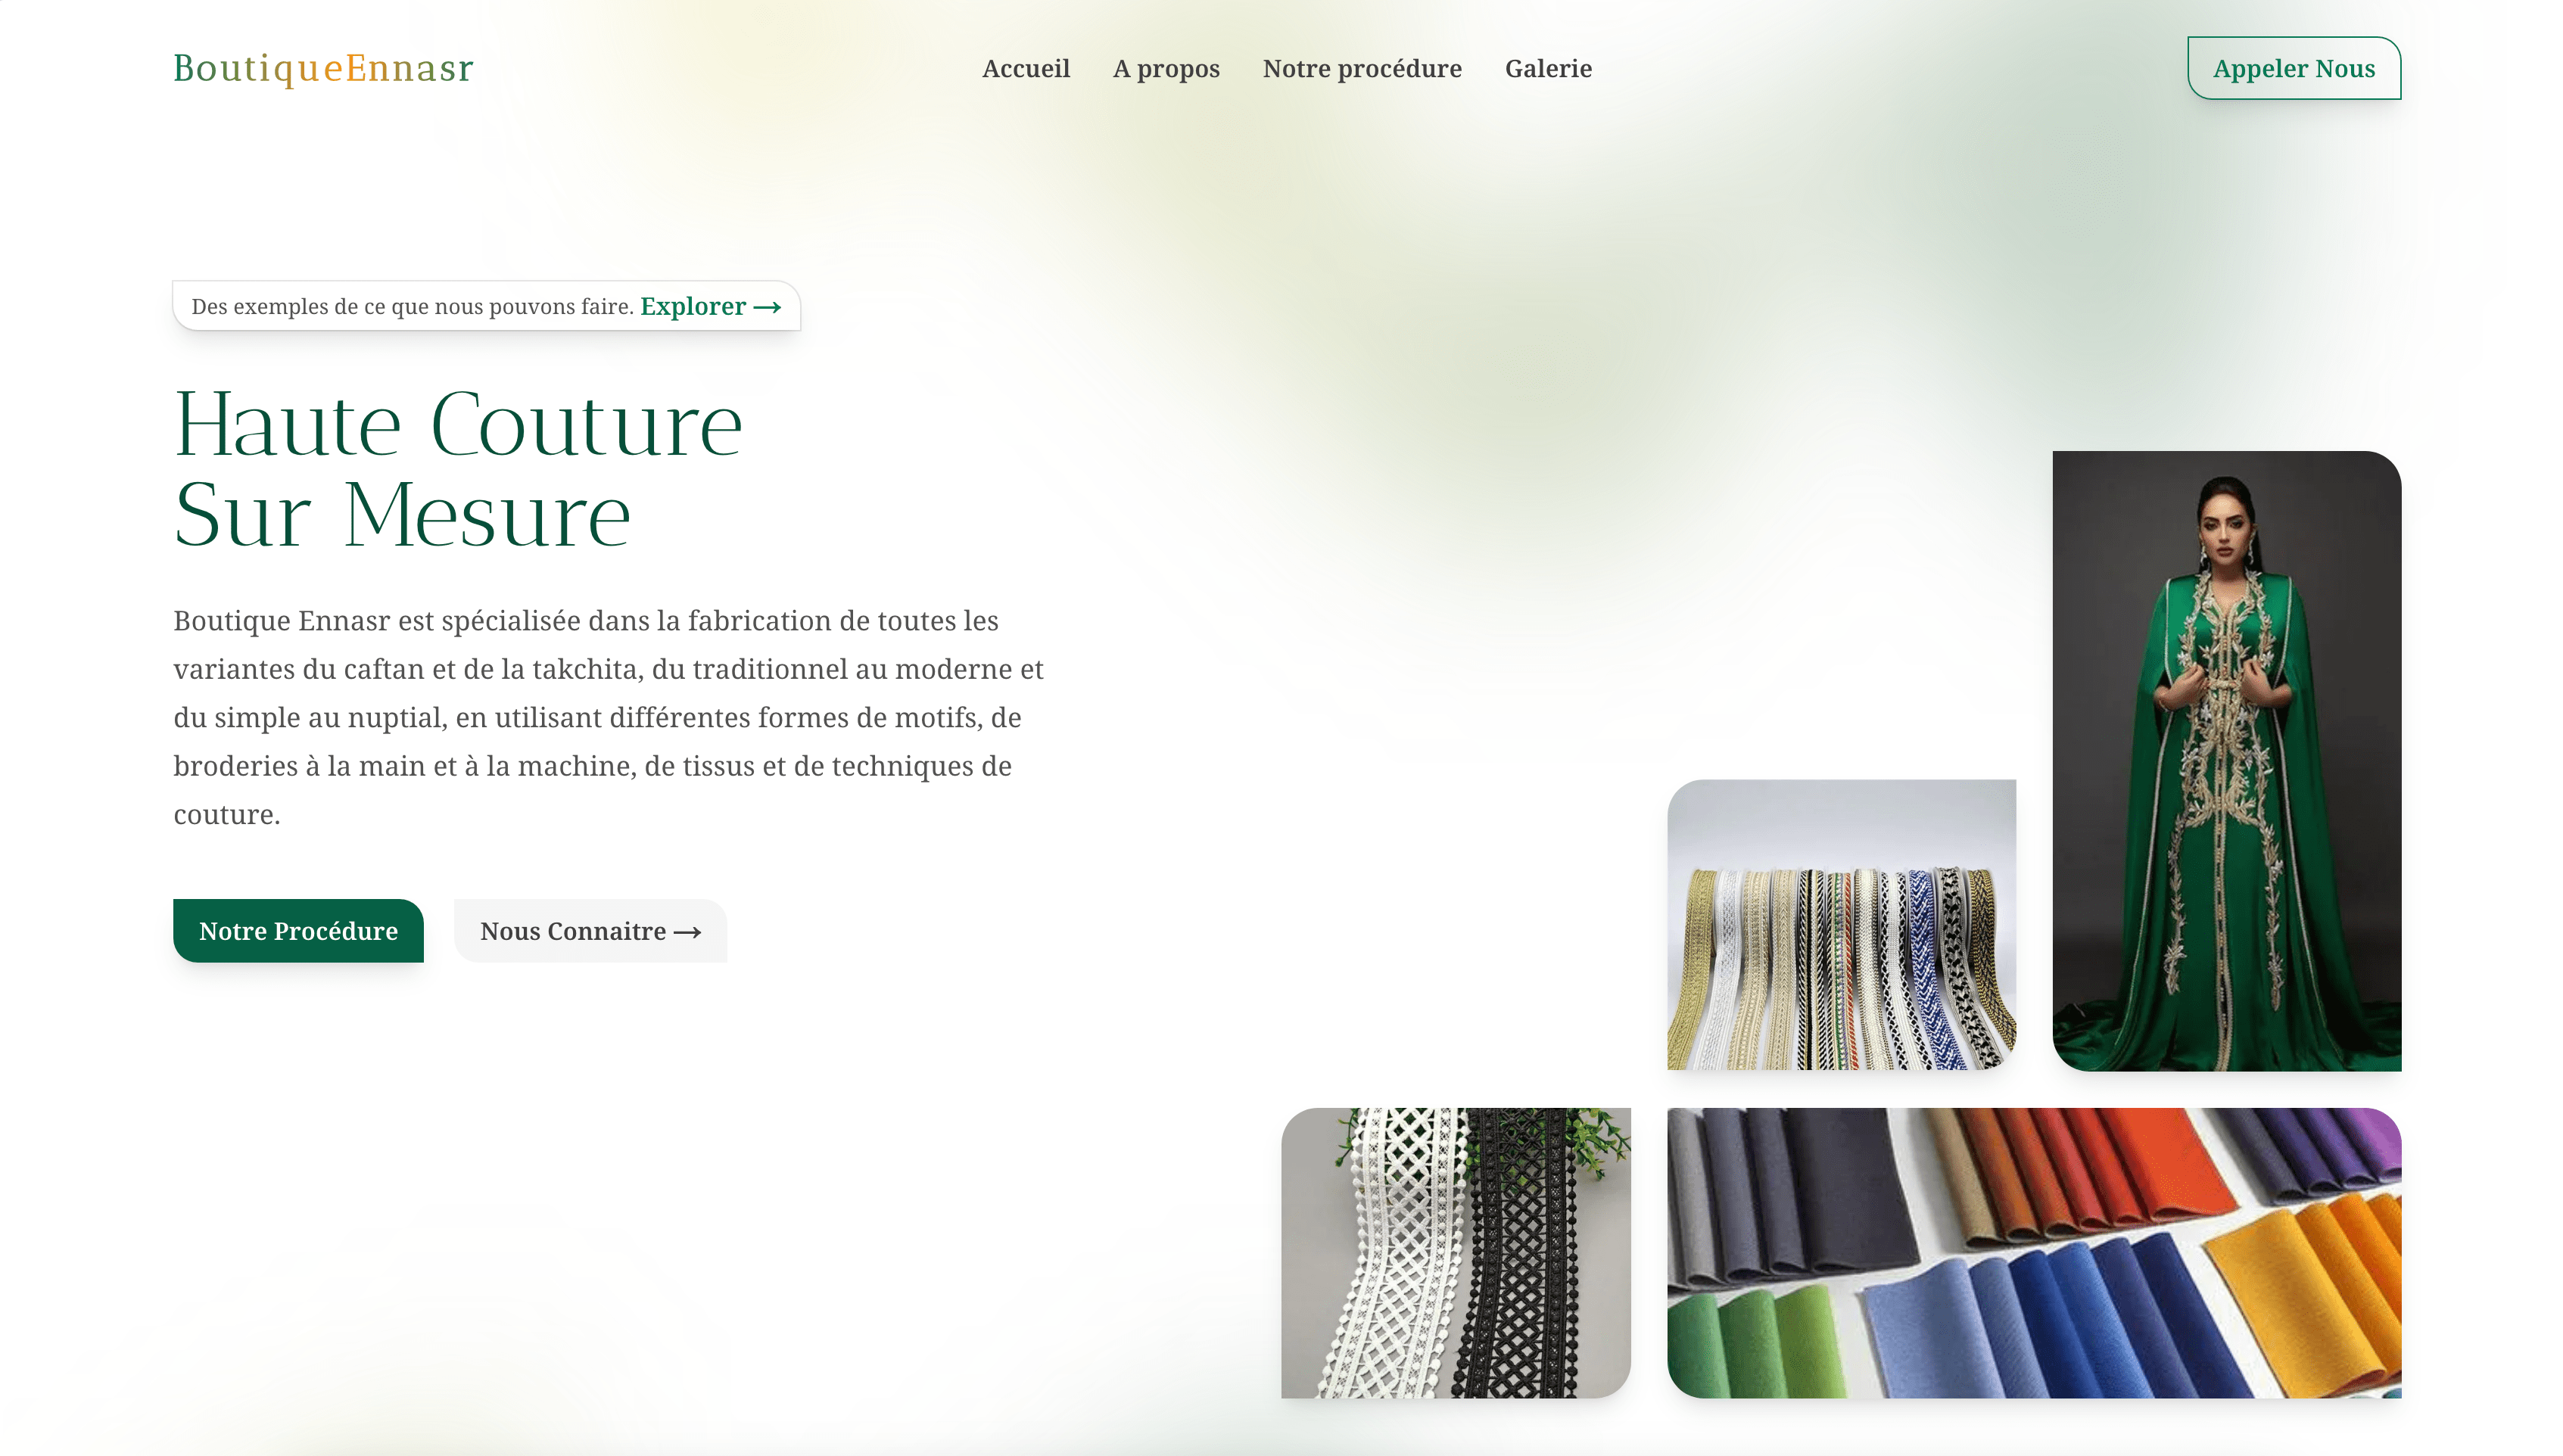 BoutiqueEnnasr
Accueil
A propos
Notre procédure
Galerie
Appeler Nous
Des exemples de ce que nous pouvons faire. Explorer →
Haute Couture
Sur Mesure
Boutique Ennasr est spécialisée dans la fabrication de toutes les
variantes du caftan et de la takchita, du traditionnel au moderne et
du simple au nuptial, en utilisant différentes formes de motifs, de
broderies à la main et à la machine, de tissus et de techniques de
couture.
Notre Procédure
Nous Connaitre →